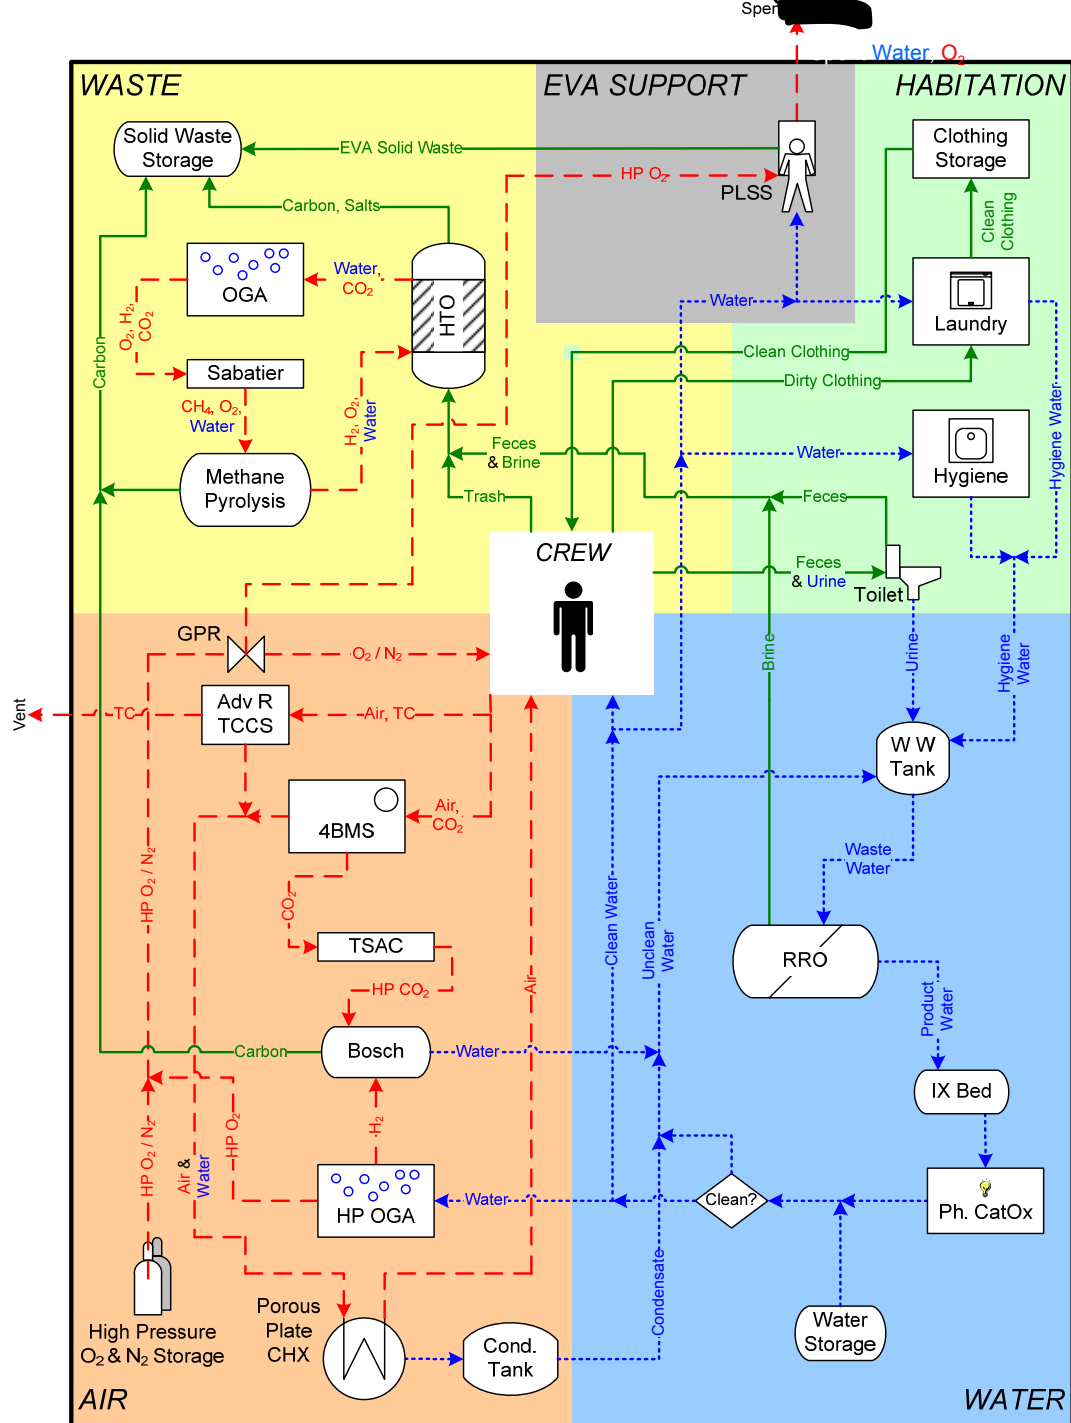 Spen
Water, O2
WASTE
EVA SUPPORT
HABITATION
Solid Waste
Storage
EVA Solid Waste
HP O2
PLSS
Clothing
Storage
Carbon, Salts
Clean
Clothing
OGA
Water,
CO2
HTO
Water
Laundry
O2, H2,
CO2
Carbon
Sabatier
Clean Clothing
Dirty Clothing
CH4, O2,
Water
H2, O2,
Water
Feces
& Brine
Water
Hygiene
Hygiene Water
Methane
Pyrolysis
Trash
Feces
CREW
Feces
& Urine
Toilet
GPR
O2 / N2
Brine
Urine
Hygiene
Water
Vent
TC
Adv R
TCCS
Air, TC
W W
Tank
4BMS
Air,
CO2
HP O2 / N2
Waste
Water
CO2
TSAC
Clean Water
Unclean
Water
RRO
HP CO2
Air
Product
Water
Carbon
Bosch
Water
IX Bed
HP O2 / N2
HP O2
H2
Air &
Water
HP OGA
Water
Clean?
Ph. CatOx
Condensate
High Pressure
O2 & N2 Storage
Porous
Plate
CHX
Cond.
Tank
Water
Storage
AIR
WATER